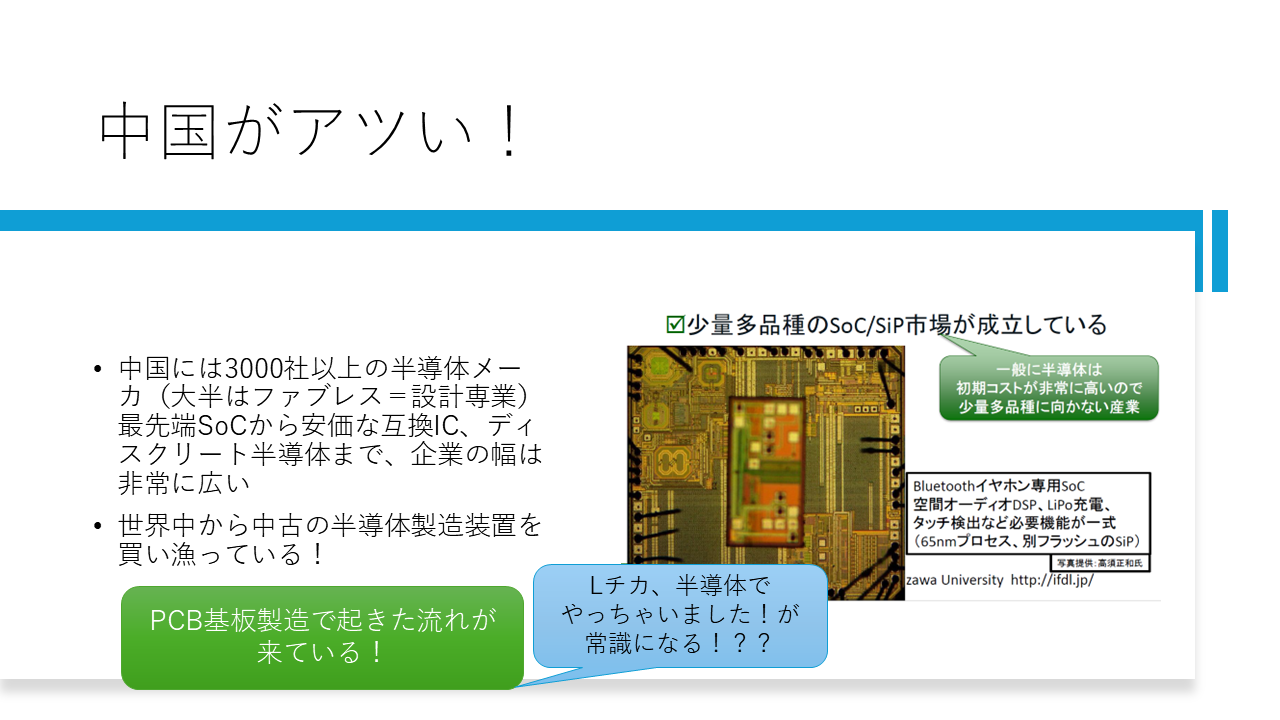 中国がアツい！
• 中国には3000社以上の半導体メー
カ（大半はファブレス＝設計専業）
最先端SoCから安価な互換IC、ディ
スクリート半導体まで、企業の幅は
非常に広い
• 世界中から中古の半導体製造装置を
買い漁っている！
PCB基板製造で起きた流れが
来ている！
Lチカ、半導体で
やっちゃいました！が
常識になる！？？
☑少量多品種のSoC/SiP市場が成立している
一般に半導体は
初期コストが非常に高いので
少量多品種に向かない産業
Bluetoothイヤホン専用SoC
空間オーディオDSP、LiPo充電、
タッチ検出など必要機能が一式
（65nmプロセス、別フラッシュのSiP）
写真提供：高須正和氏
zawa University http://ifdl.jp/